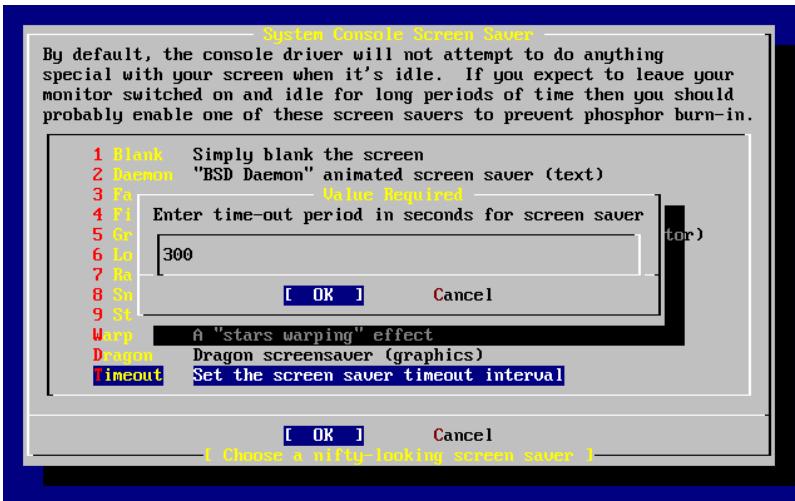 System Console Screen Saver
By default, the console driver will not attempt to do anything
special with your screen when it's idle.  If you expect to leave your
monitor switched on and idle for long periods of time then you should
probably enable one of these screen savers to prevent phosphor burn-in.
1 Blank Simply blank the screen
2 Daemon "BSD Daemon" animated screen saver (text)
3 Fa
Value Required
4 Fi
Enter time-out period in seconds for screen saver
5 Gr tor)
6 Lo
300
7 Ra
8 Sn
[ OK ] Cancel
9 St
Warp A "stars warping" effect
Dragon Dragon screensaver (graphics)
Timeout Set the screen saver timeout interval
[ OK ] Cancel
[ Choose a nifty-looking screen saver ]